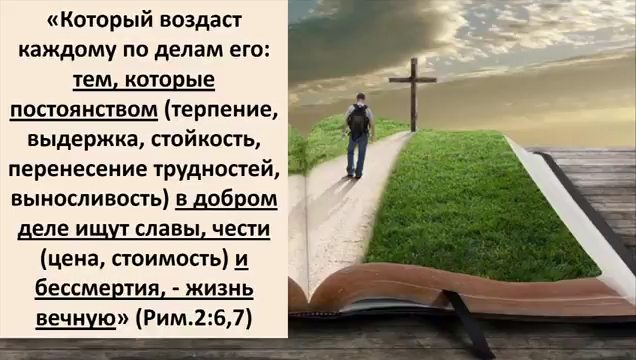 «Который воздаст
каждому по делам его:
тем, которые
постоянством (терпение,
выдержка, стойкость,
перенесение трудностей,
выносливость) в добром
деле ищут славы, чести
(цена, стоимость) и
бессмертия, - жизнь
вечную» (Рим.2:6,7)